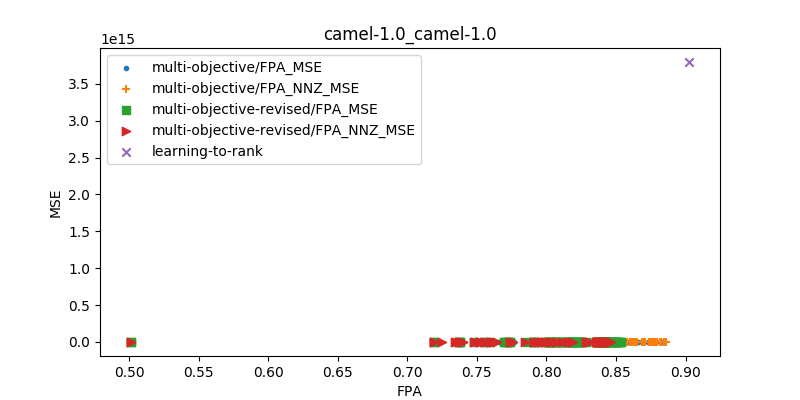 camel-1.0_camel-1.0
1e15
multi-objective/FPA_MSE
multi-objective/FPA_NNZ_MSE
multi-objective-revised/FPA_MSE
multi-objective-revised/FPA_NNZ_MSE
learning-to-rank
3.5
3.0
2.5
2.0
1.5
1.0
0.5
0.0
MSE
0.50 0.55 0.60 0.65 0.70 0.75 0.80 0.85 0.90
FPA